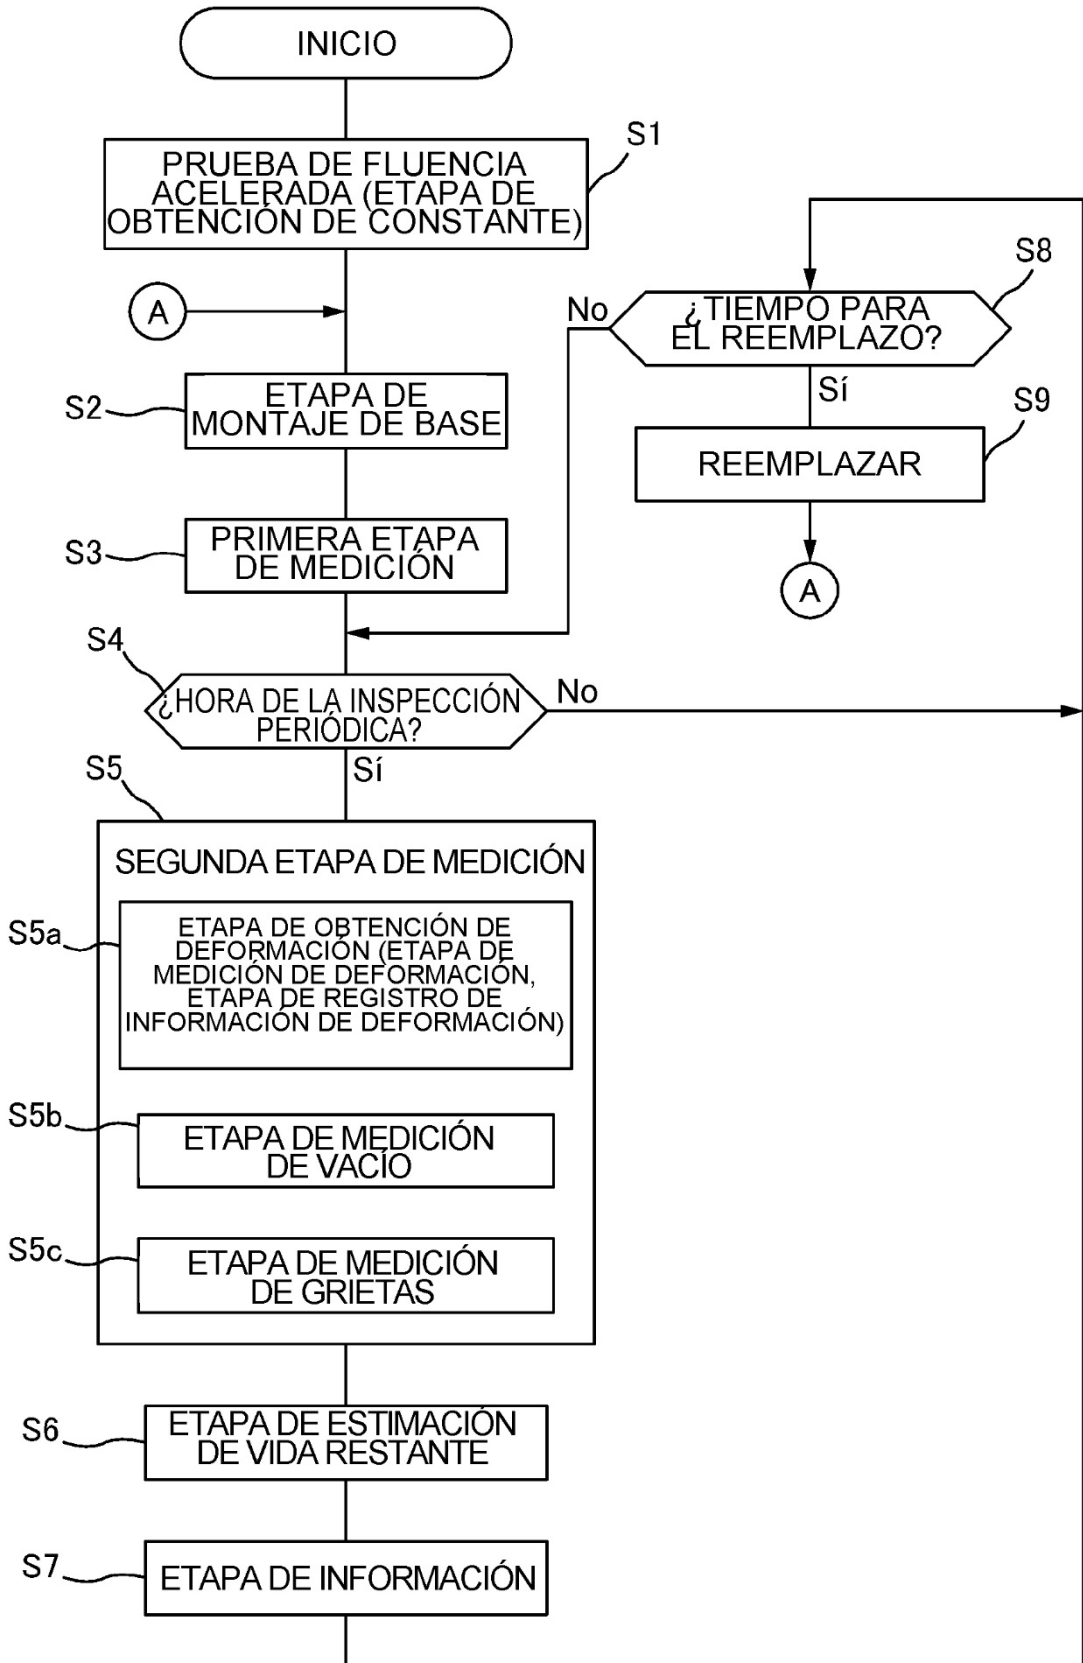 INICIO
S1
PRUEBA DE FLUENCIA
ACELERADA (ETAPA DE
OBTENCIÓN DE CONSTANTE)
A
S2
ETAPA DE
MONTAJE DE BASE
S3
PRIMERA ETAPA
DE MEDICIÓN
S4
¿HORA DE LA INSPECCIÓN
PERIÓDICA?
No
Sí
S5
SEGUNDA ETAPA DE MEDICIÓN
S5a
ETAPA DE OBTENCIÓN DE
DEFORMACIÓN (ETAPA DE
MEDICIÓN DE DEFORMACIÓN,
ETAPA DE REGISTRO DE
INFORMACIÓN DE DEFORMACIÓN)
S5b
ETAPA DE MEDICIÓN
DE VACÍO
S5c
ETAPA DE MEDICIÓN
DE GRIETAS
S6
ETAPA DE ESTIMACIÓN
DE VIDA RESTANTE
S7
ETAPA DE INFORMACIÓN
S8
¿TIEMPO PARA
EL REEMPLAZO?
No
Sí
S9
REEMPLAZAR
A